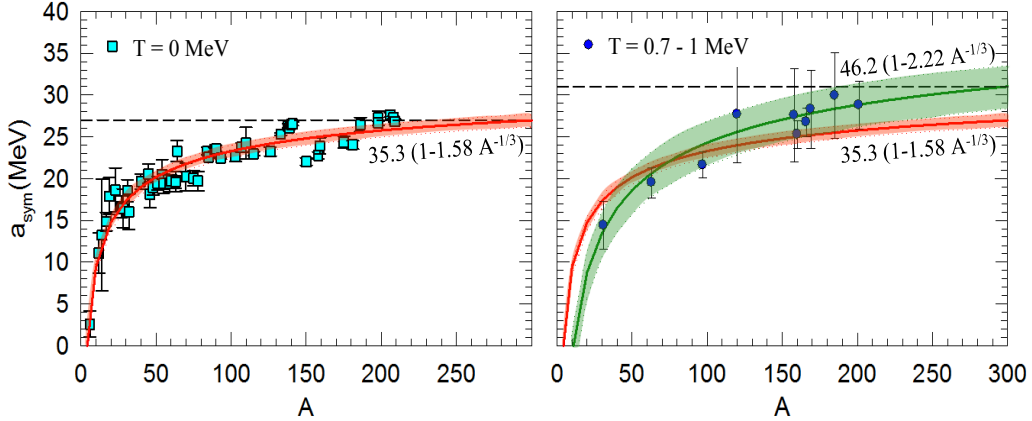 40
35
30
25
20
15
10
5
0
a_sym (MeV)
T = 0 MeV
35.3 (1-1.58 A^-1/3)
0 50 100 150 200 250
A
T = 0.7 - 1 MeV
46.2 (1-2.22 A^-1/3)
35.3 (1-1.58 A^-1/3)
0 50 100 150 200 250 300
A